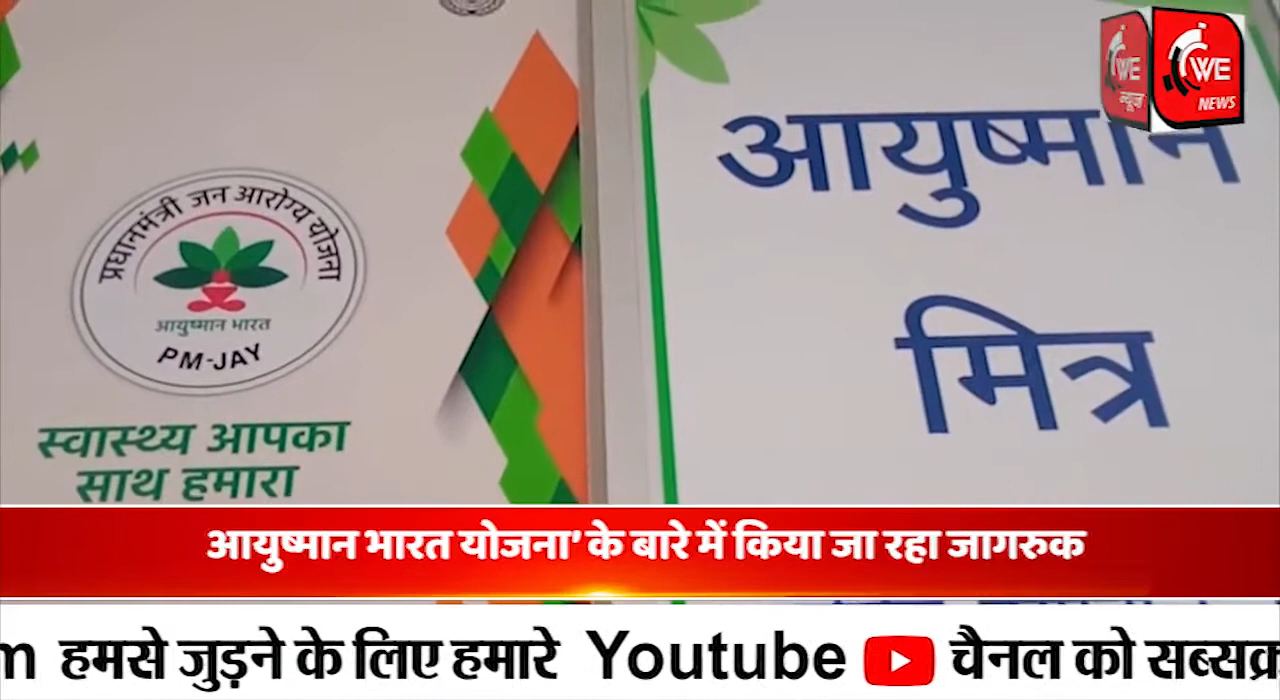 प्रधानमंत्री जन आरोग्य योजना
आयुष्मान भारत
PM-JAY
स्वास्थ्य आपका
साथ हमारा
आयुष्मान
मित्र
WE
न्यूज
WE
NEWS
आयुष्मान भारत योजना' के बारे में किया जा रहा जागरुक
m हमसे जुड़ने के लिए हमारे Youtube चैनल को सब्सक्र